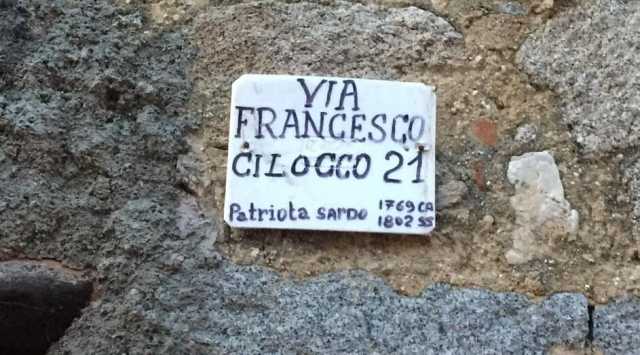 VIA
FRANCESCO
CILOCCO 21
Patriota SARDO 1769 CA
1802 SS